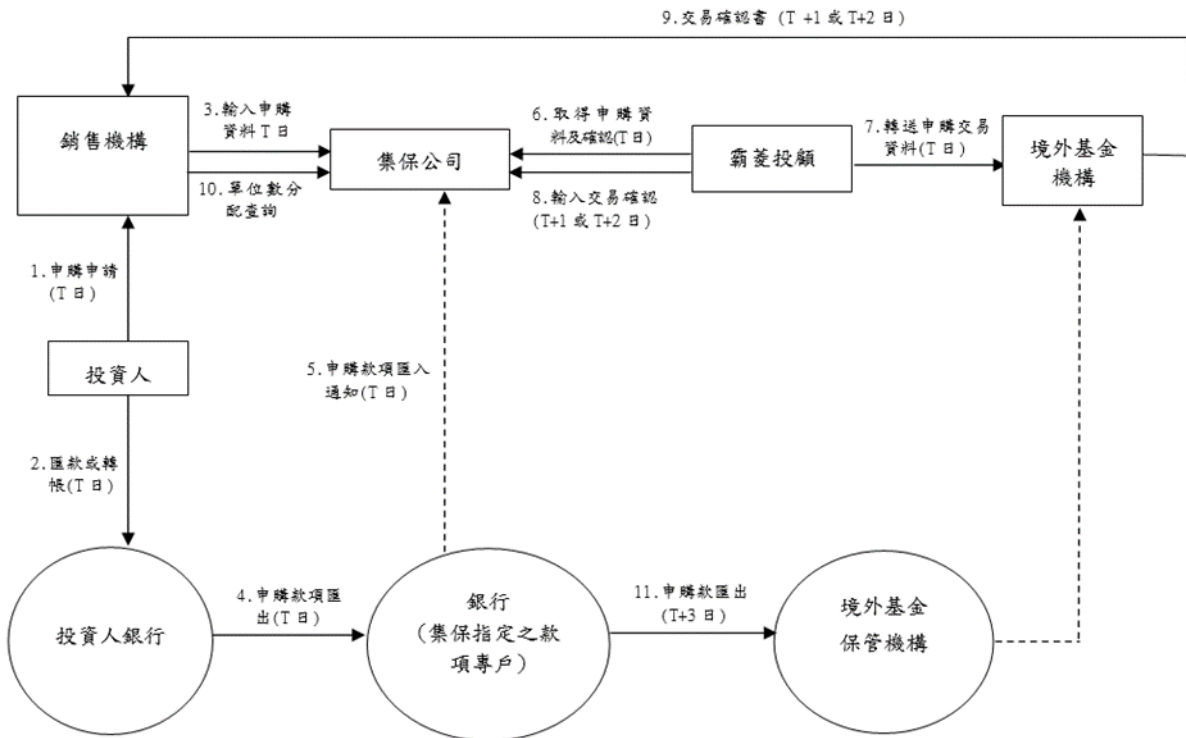 9.交易確認書 (T +1 或 T+2 日)
銷售機構
3.輸入申購
資料 T 日
10.單位數分
配查詢
集保公司
6.取得申購資
料及確認(T日)
8.輸入交易確認
(T+1 或 T+2 日)
霸菱投顧
7.轉送申購交易
資料(T日)
境外基金
機構
1.申購申請
(T 日)
投資人
5.申購款項匯入
通知(T 日)
2.匯款或轉
帳(T 日)
投資人銀行
4.申購款項匯
出(T 日)
銀行
(集保指定之款
項專戶)
11.申購款匯出
(T+3 日)
境外基金
保管機構